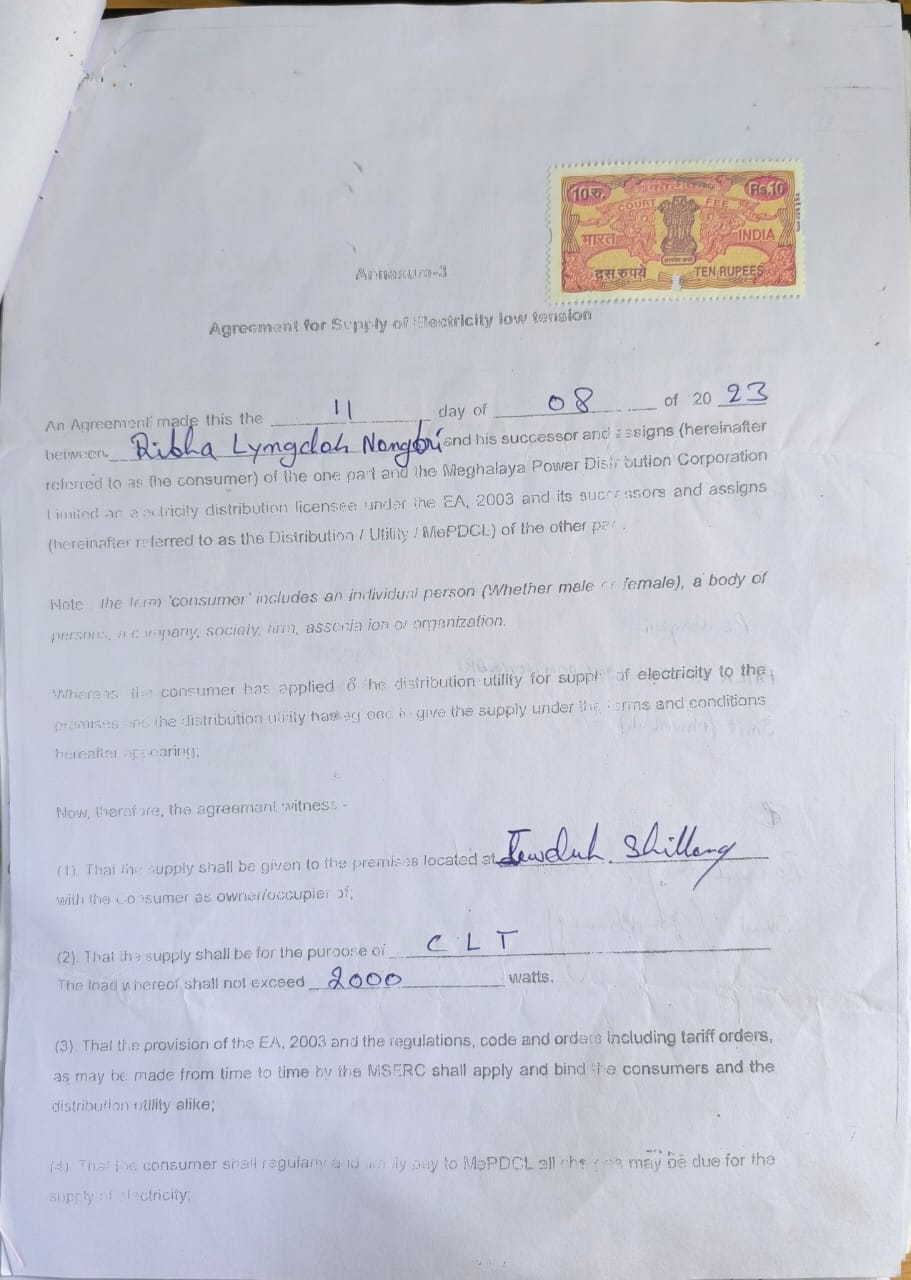 10रु. Rs.10
COURT FEE
भारत INDIA
दस रुपये TEN RUPEES
Annexure-3
Agreement for Supply of Electricity low tension
An Agreement made this the 11 day of 08 of 20 23
between Ribha Lyngdoh Nongbri and his successor and assigns (hereinafter
referred to as the consumer) of the one part and the Meghalaya Power Distribution Corporation
Limited an electricity distribution licensee under the EA, 2003 and its successors and assigns
(hereinafter referred to as the Distribution / Utility / MePDCL) of the other par
Note the term 'consumer' includes an individual person (Whether male or female), a body of
persons, a company, society, firm, association or organization.
Whereas the consumer has applied to the distribution utility for supply of electricity to the
premises and the distribution utility has agreed to give the supply under the terms and conditions
hereafter appearing;
Now, therefore, the agreement witness -
(1). That the supply shall be given to the premises located at Iewduh. Shillong
with the Consumer as owner/occupier of;
(2). That the supply shall be for the purpose of C L T
The load whereof shall not exceed 2000 watts.
(3). That the provision of the EA, 2003 and the regulations, code and orders including tariff orders,
as may be made from time to time by the MSERC shall apply and bind the consumers and the
distribution utility alike;
(4). That the consumer shall regularly and timely pay to MePDCL all charges may be due for the
supply of electricity;